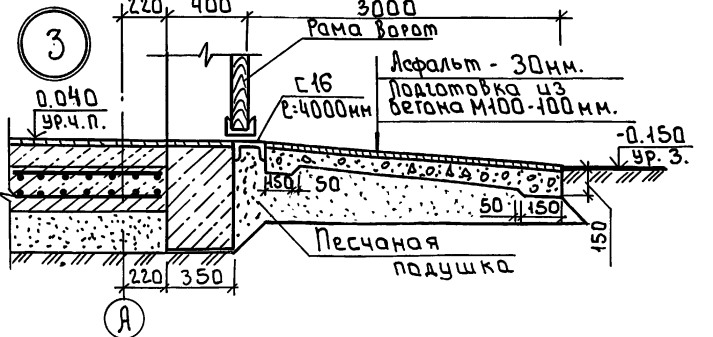 220 400 3000
3
Рама ворот
Асфальт - 30мм.
Подготовка из
бетона М100-100мм.
С16
ℓ:4000мм
0.040
ур.ч.п.
-0.150
ур. з.
150 50
50 150
150
Песчаная
подушка
220 350
А